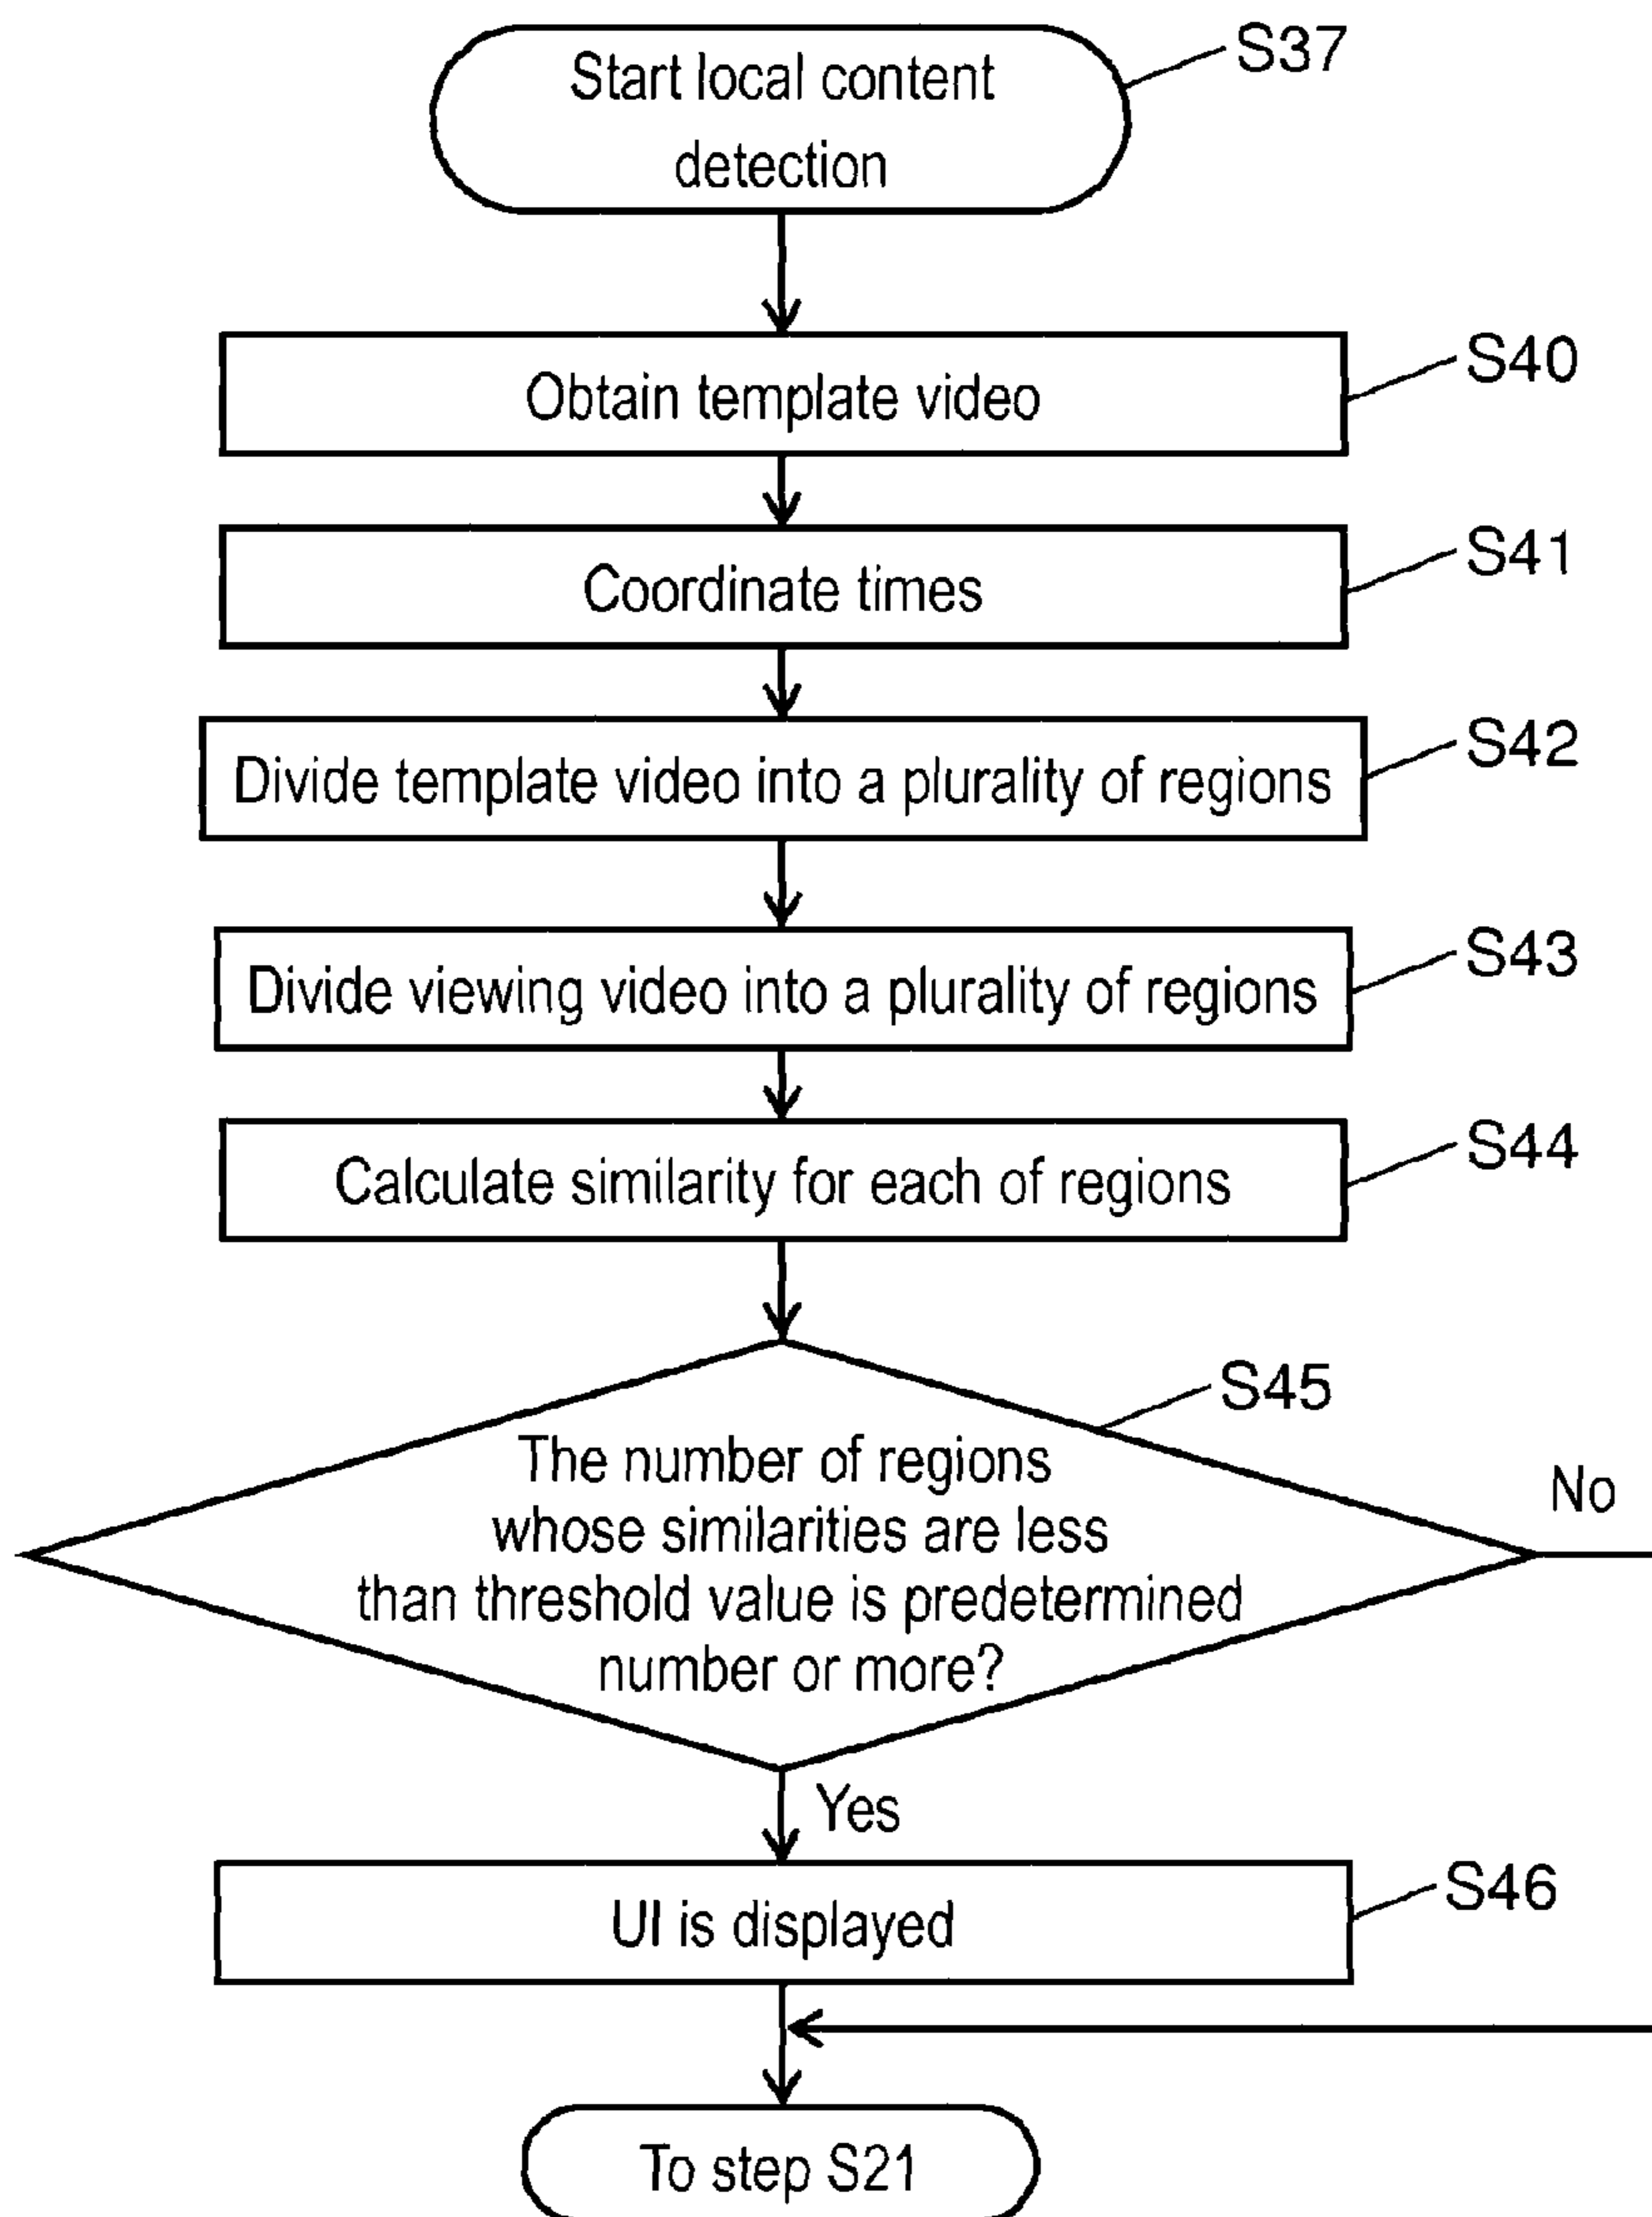 Start local content
detection
S37
Obtain template video
S40
Coordinate times
S41
Divide template video into a plurality of regions
S42
Divide viewing video into a plurality of regions
S43
Calculate similarity for each of regions
S44
S45
The number of regions
whose similarities are less
than threshold value is predetermined
number or more?
No
Yes
UI is displayed
S46
To step S21